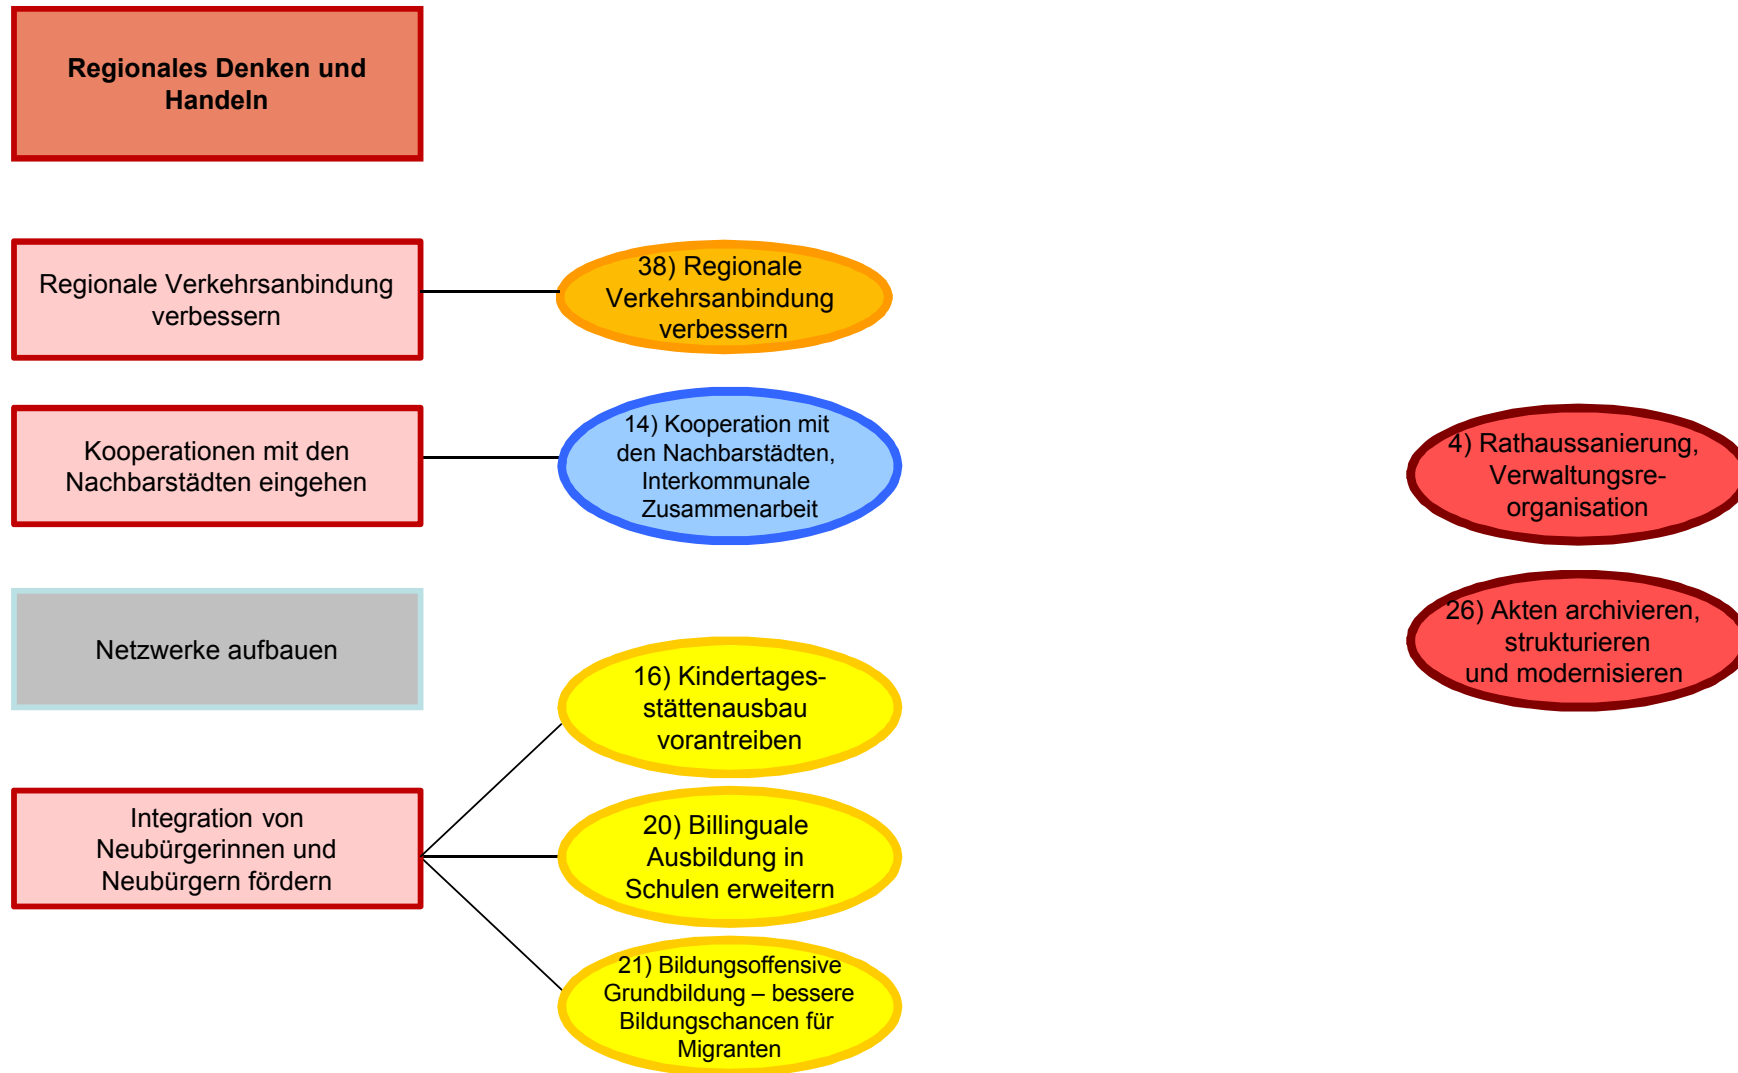 Regionales Denken und
Handeln
Regionale Verkehrsanbindung
verbessern
38) Regionale
Verkehrsanbindung
verbessern
Kooperationen mit den
Nachbarstädten eingehen
14) Kooperation mit
den Nachbarstädten,
Interkommunale
Zusammenarbeit
4) Rathaussanierung,
Verwaltungsre-
organisation
Netzwerke aufbauen
26) Akten archivieren,
strukturieren
und modernisieren
16) Kindertages-
stättenausbau
vorantreiben
Integration von
Neubürgerinnen und
Neubürgern fördern
20) Billinguale
Ausbildung in
Schulen erweitern
21) Bildungsoffensive
Grundbildung – bessere
Bildungschancen für
Migranten